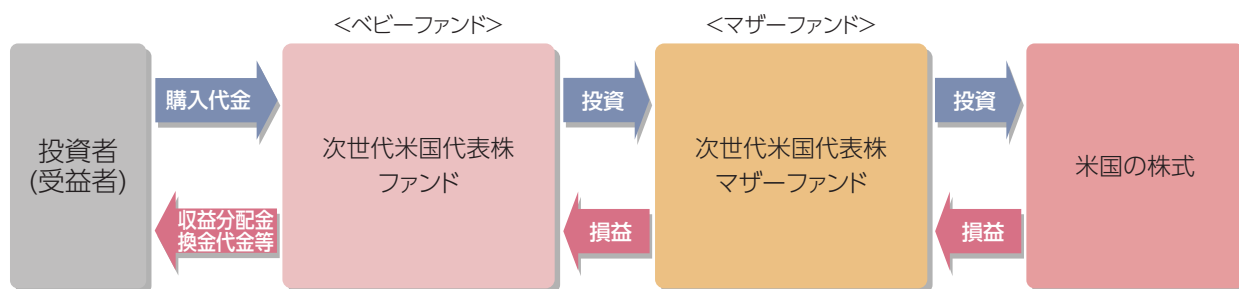 <ベビーファンド>
<マザーファンド>
投資者
(受益者)
購入代金
収益分配金
換金代金等
次世代米国代表株
ファンド
投資
損益
次世代米国代表株
マザーファンド
投資
損益
米国の株式